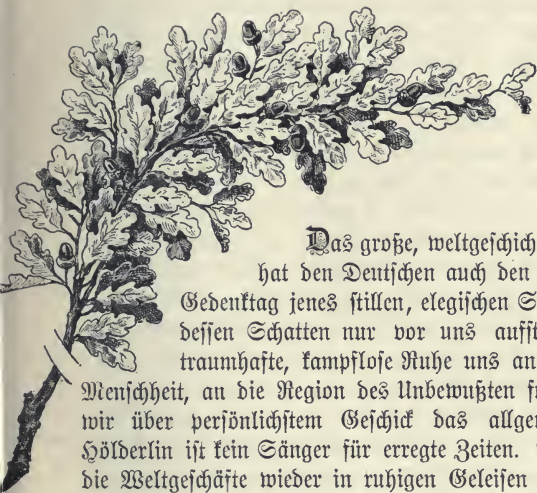 Das große, weltgeschich
hat den Deutschen auch den
Gedenktag jenes stillen, elegischen S
dessen Schatten nur vor uns aufst
traumhafte, kampflose Ruhe uns an
Menschheit, an die Region des Unbewußten fr
wir über persönlichstem Geschick das allge
Hölderlin ist kein Sänger für erregte Zeiten.
die Weltgeschäfte wieder in ruhigen Geleisen